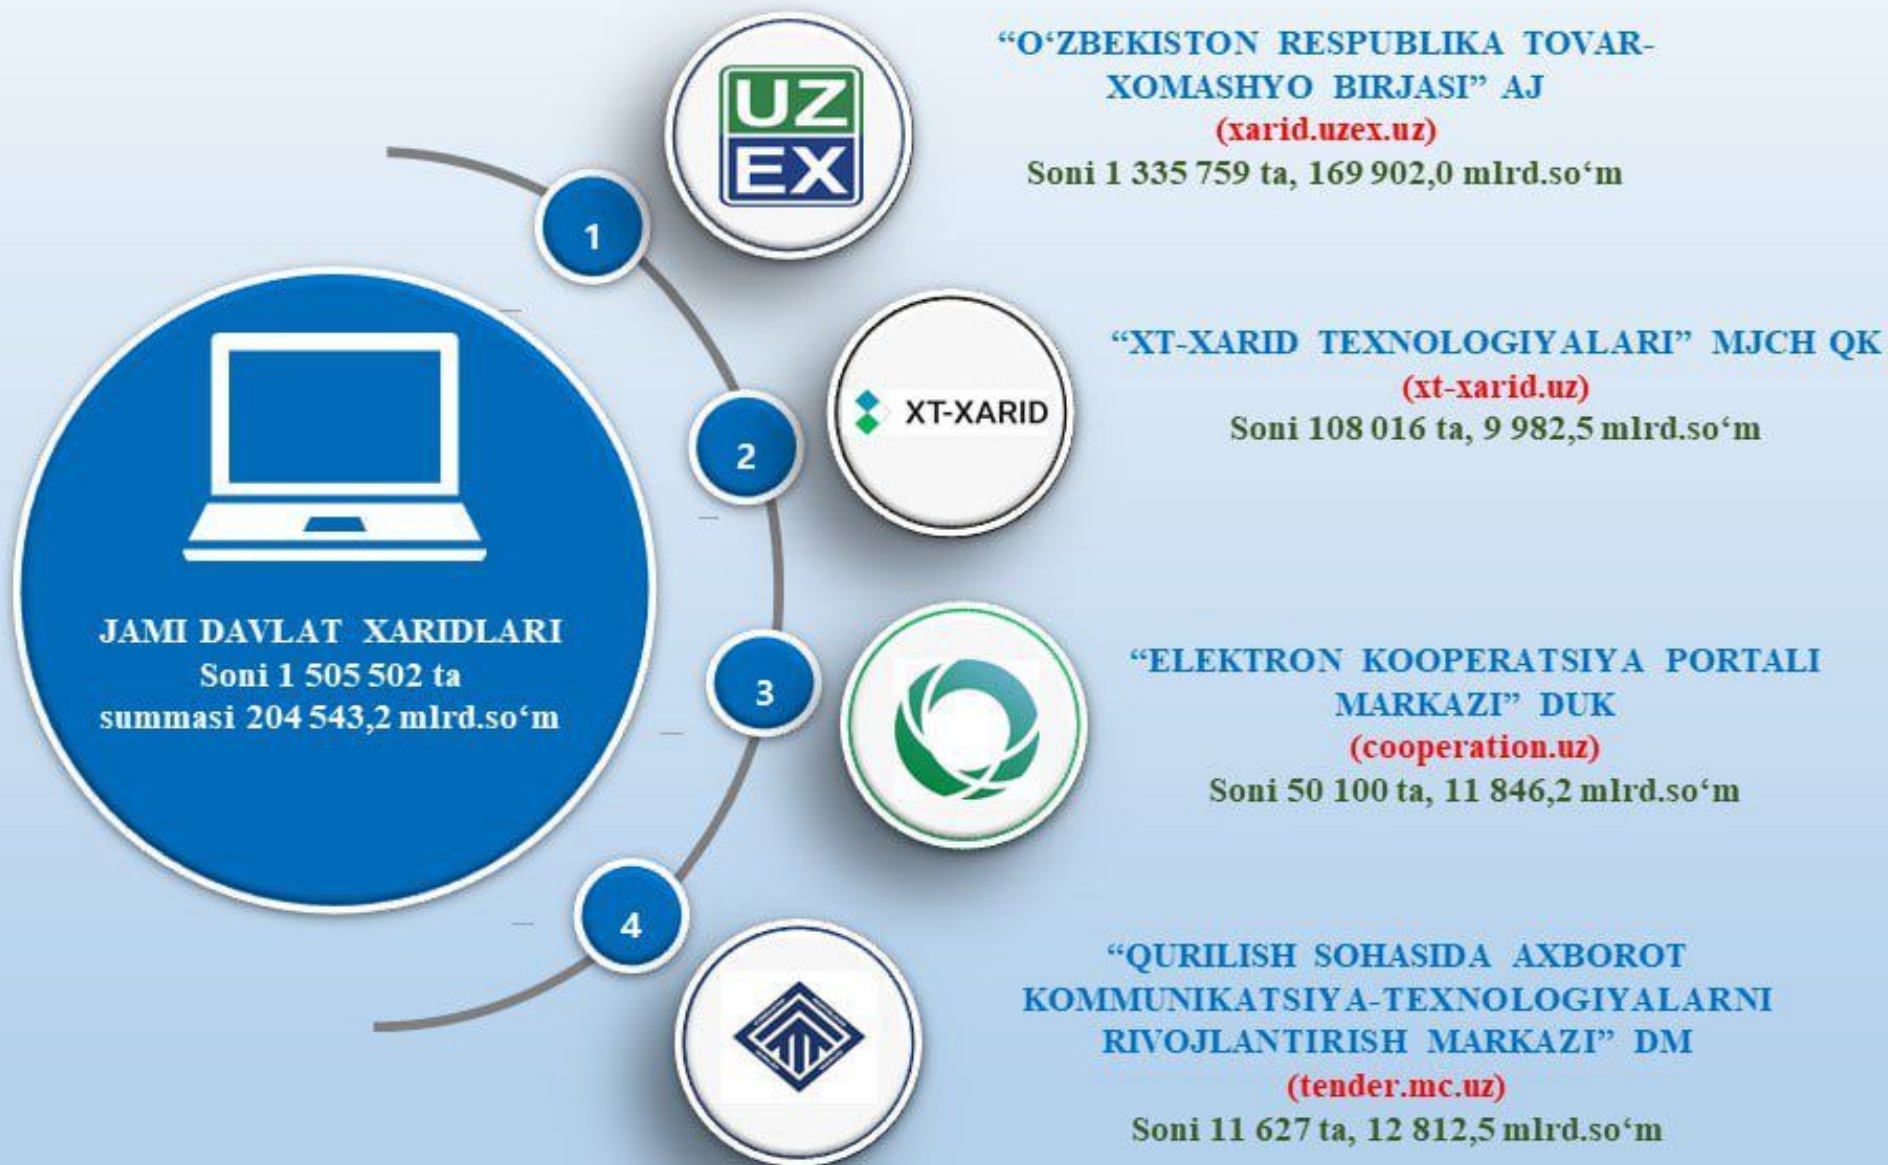 UZ
EX
“O‘ZBEKISTON RESPUBLIKA TOVAR-
XOMASHYO BIRJASI” AJ
(xarid.uzex.uz)
Soni 1 335 759 ta, 169 902,0 mlrd.so‘m
1
XT-XARID
“XT-XARID TEXNOLOGIYALARI” MJCH QK
(xt-xarid.uz)
Soni 108 016 ta, 9 982,5 mlrd.so‘m
2
JAMI DAVLAT XARIDLARI
Soni 1 505 502 ta
summasi 204 543,2 mlrd.so‘m
3
“ELEKTRON KOOPERATSIYA PORTALI
MARKAZI” DUK
(cooperation.uz)
Soni 50 100 ta, 11 846,2 mlrd.so‘m
4
“QURILISH SOHASIDA AXBOROT
KOMMUNIKATSIYA-TEXNOLOGIYALARNI
RIVOJLANTIRISH MARKAZI” DM
(tender.mc.uz)
Soni 11 627 ta, 12 812,5 mlrd.so‘m